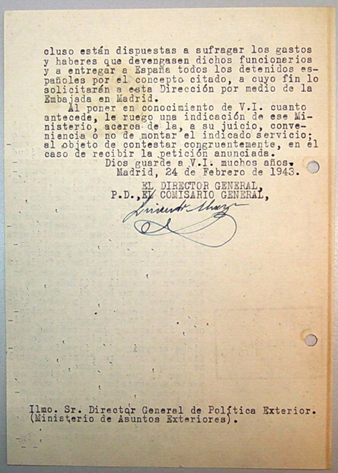 cluso están dispuestas a sufragar los gastos
y haberes que devengasen dichos funcionarios
y a entregar a España todos los detenidos es-
pañoles por el concepto citado, a cuyo fin lo
solicitarán a esta Dirección por medio de la
Embajada en Madrid.
Al poner en conocimiento de V.I. cuanto
antecede, le ruego una indicación de ese Mi-
nisterio, acerca de la, a su juicio, conve-
niencia ó no de montar el indicado servicio;
al objeto de contestar congruentemente, en el
caso de recibir la petición anunciada.
Dios guarde a V.I. muchos años.
Madrid, 24 de Febrero de 1943.
EL DIRECTOR GENERAL,
P.D.,EL COMISARIO GENERAL,
Ilmo. Sr. Director General de Política Exterior.
(Ministerio de Asuntos Exteriores).